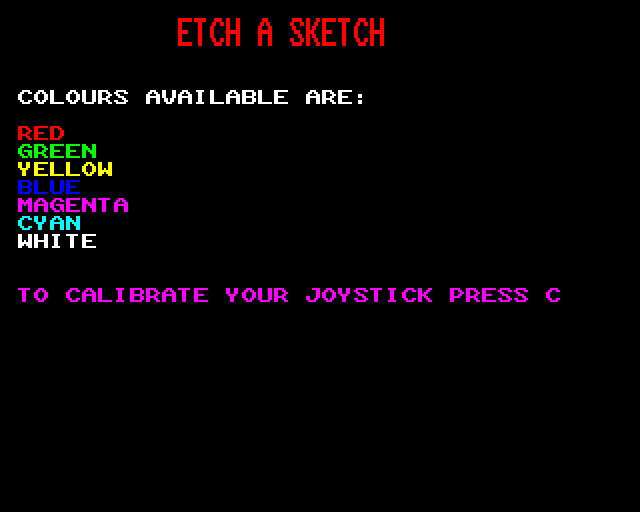 ETCH A SKETCH
COLOURS AVAILABLE ARE:
RED
GREEN
YELLOW
BLUE
MAGENTA
CYAN
WHITE
TO CALIBRATE YOUR JOYSTICK PRESS C